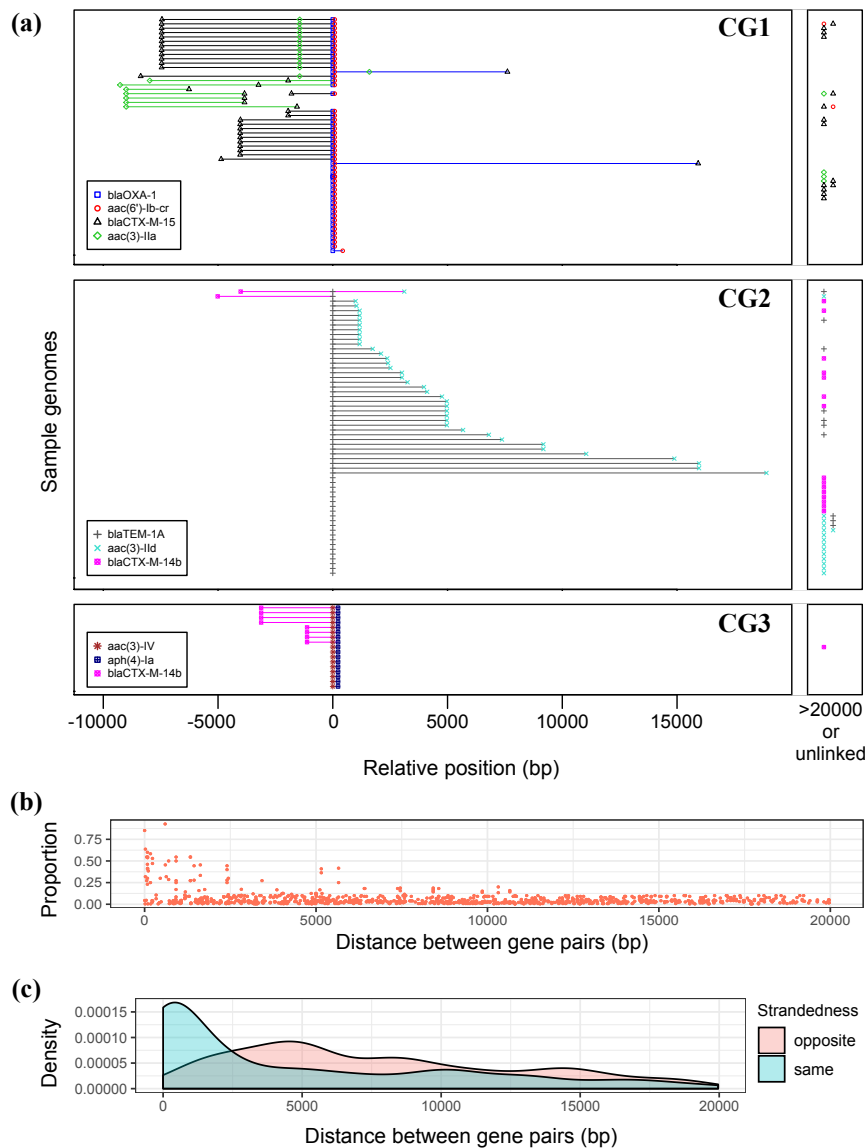 (a)
CG1
blaOXA-1
aac(6')-Ib-cr
blaCTX-M-15
aac(3)-IIa
CG2
Sample genomes
blaTEM-1A
aac(3)-IId
blaCTX-M-14b
CG3
aac(3)-IV
aph(4)-Ia
blaCTX-M-14b
-10000 -5000 0 5000 10000 15000
>20000
or
unlinked
Relative position (bp)
(b)
Proportion
0.75
0.50
0.25
0.00
0 5000 10000 15000 20000
Distance between gene pairs (bp)
(c)
Density
0.00015
0.00010
0.00005
0.00000
0 5000 10000 15000 20000
Distance between gene pairs (bp)
Strandedness
opposite
same